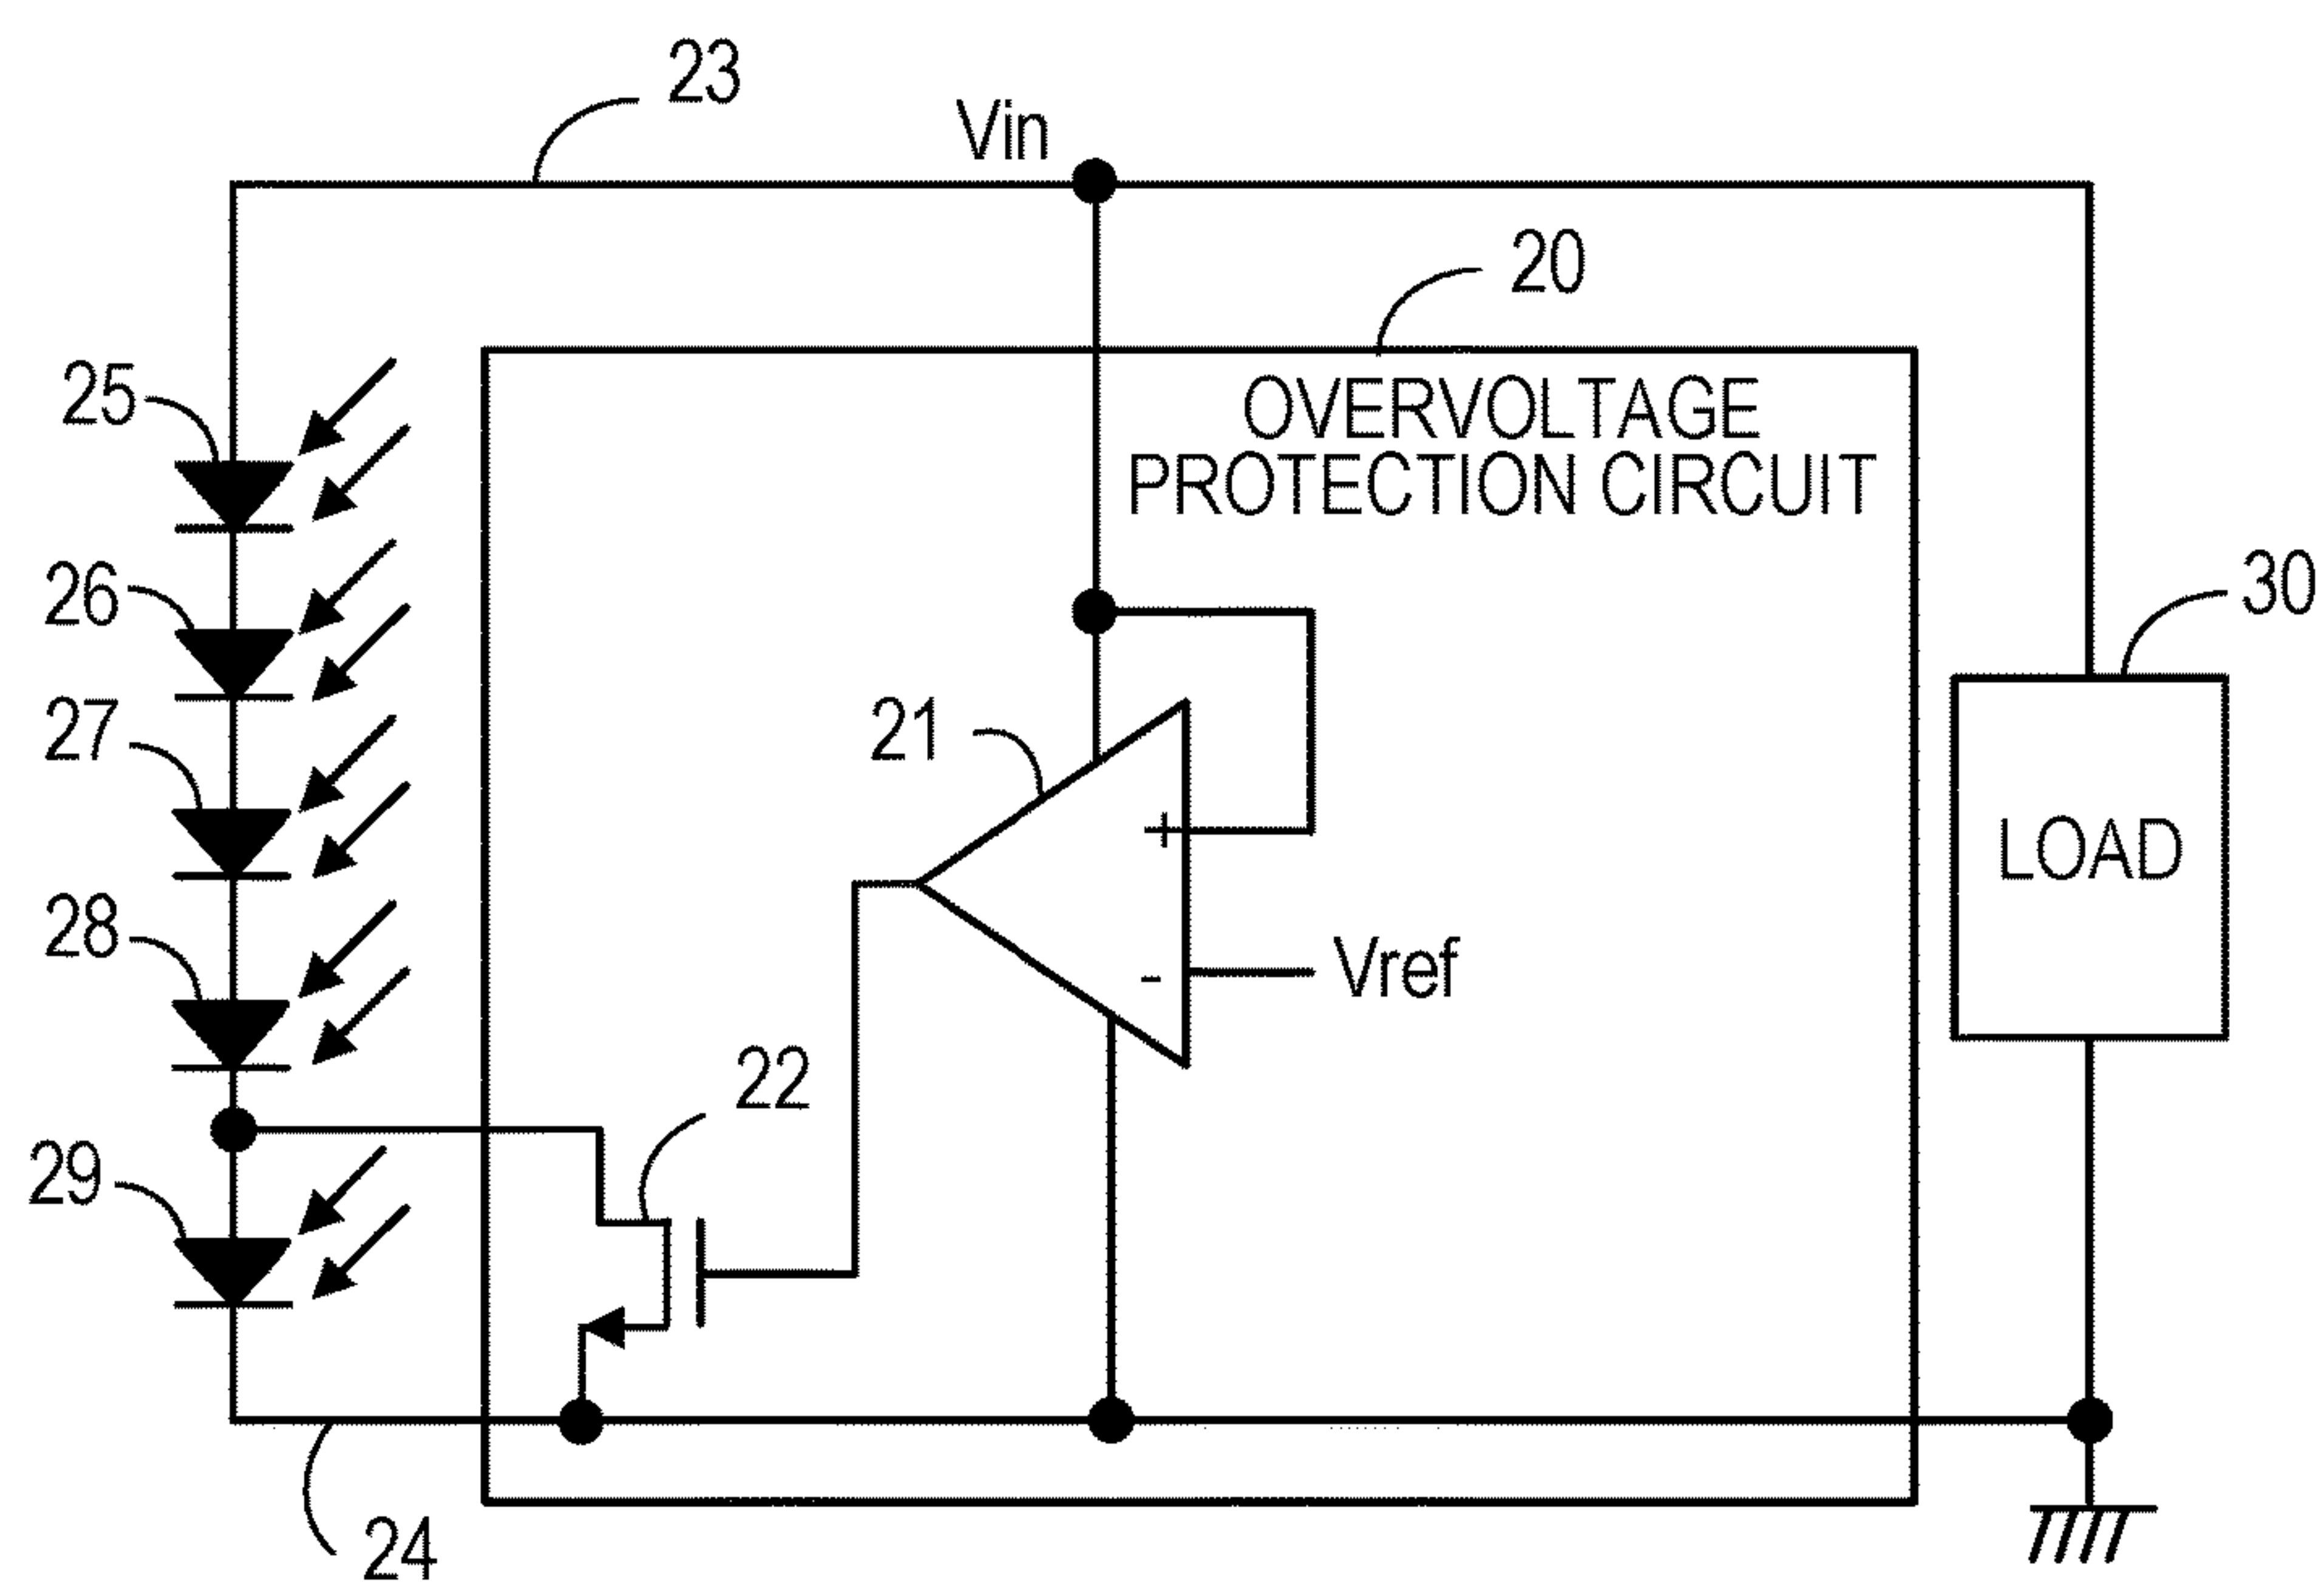 23
Vin
20
OVERVOLTAGE
PROTECTION CIRCUIT
25
26
30
27
21
+
LOAD
28
-
Vref
22
29
24